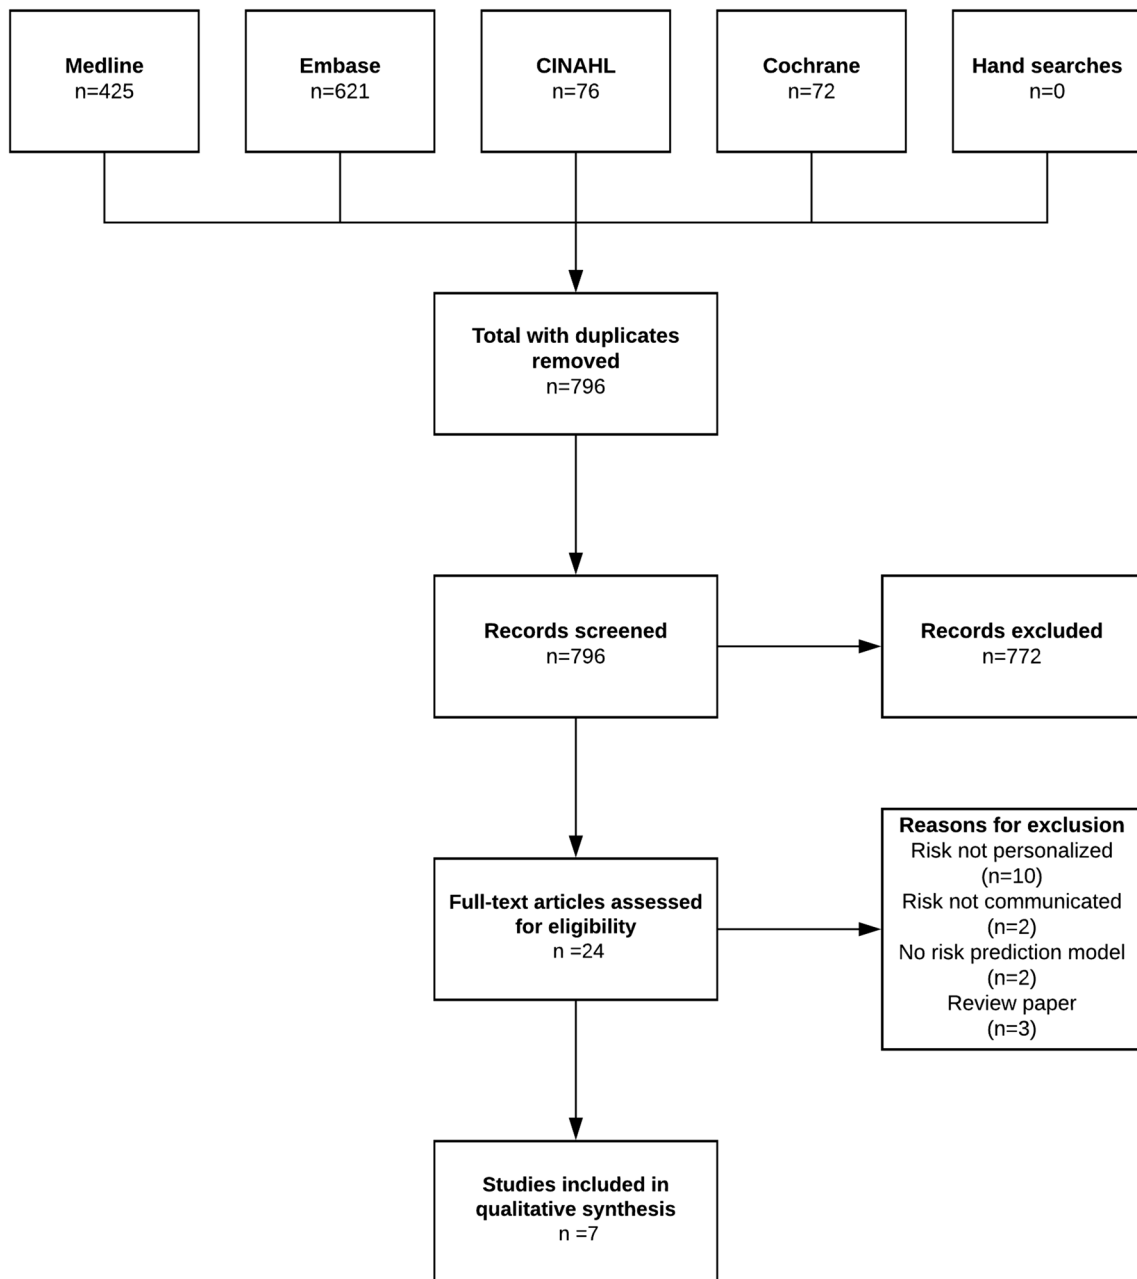 Medline
n=425
Embase
n=621
CINAHL
n=76
Cochrane
n=72
Hand searches
n=0
Total with duplicates
removed
n=796
Records screened
n=796
Records excluded
n=772
Full-text articles assessed
for eligibility
n =24
Reasons for exclusion
Risk not personalized
(n=10)
Risk not communicated
(n=2)
No risk prediction model
(n=2)
Review paper
(n=3)
Studies included in
qualitative synthesis
n =7